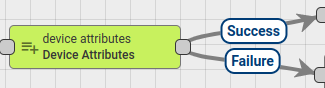 Success
device attributes
Device Attributes
Failure